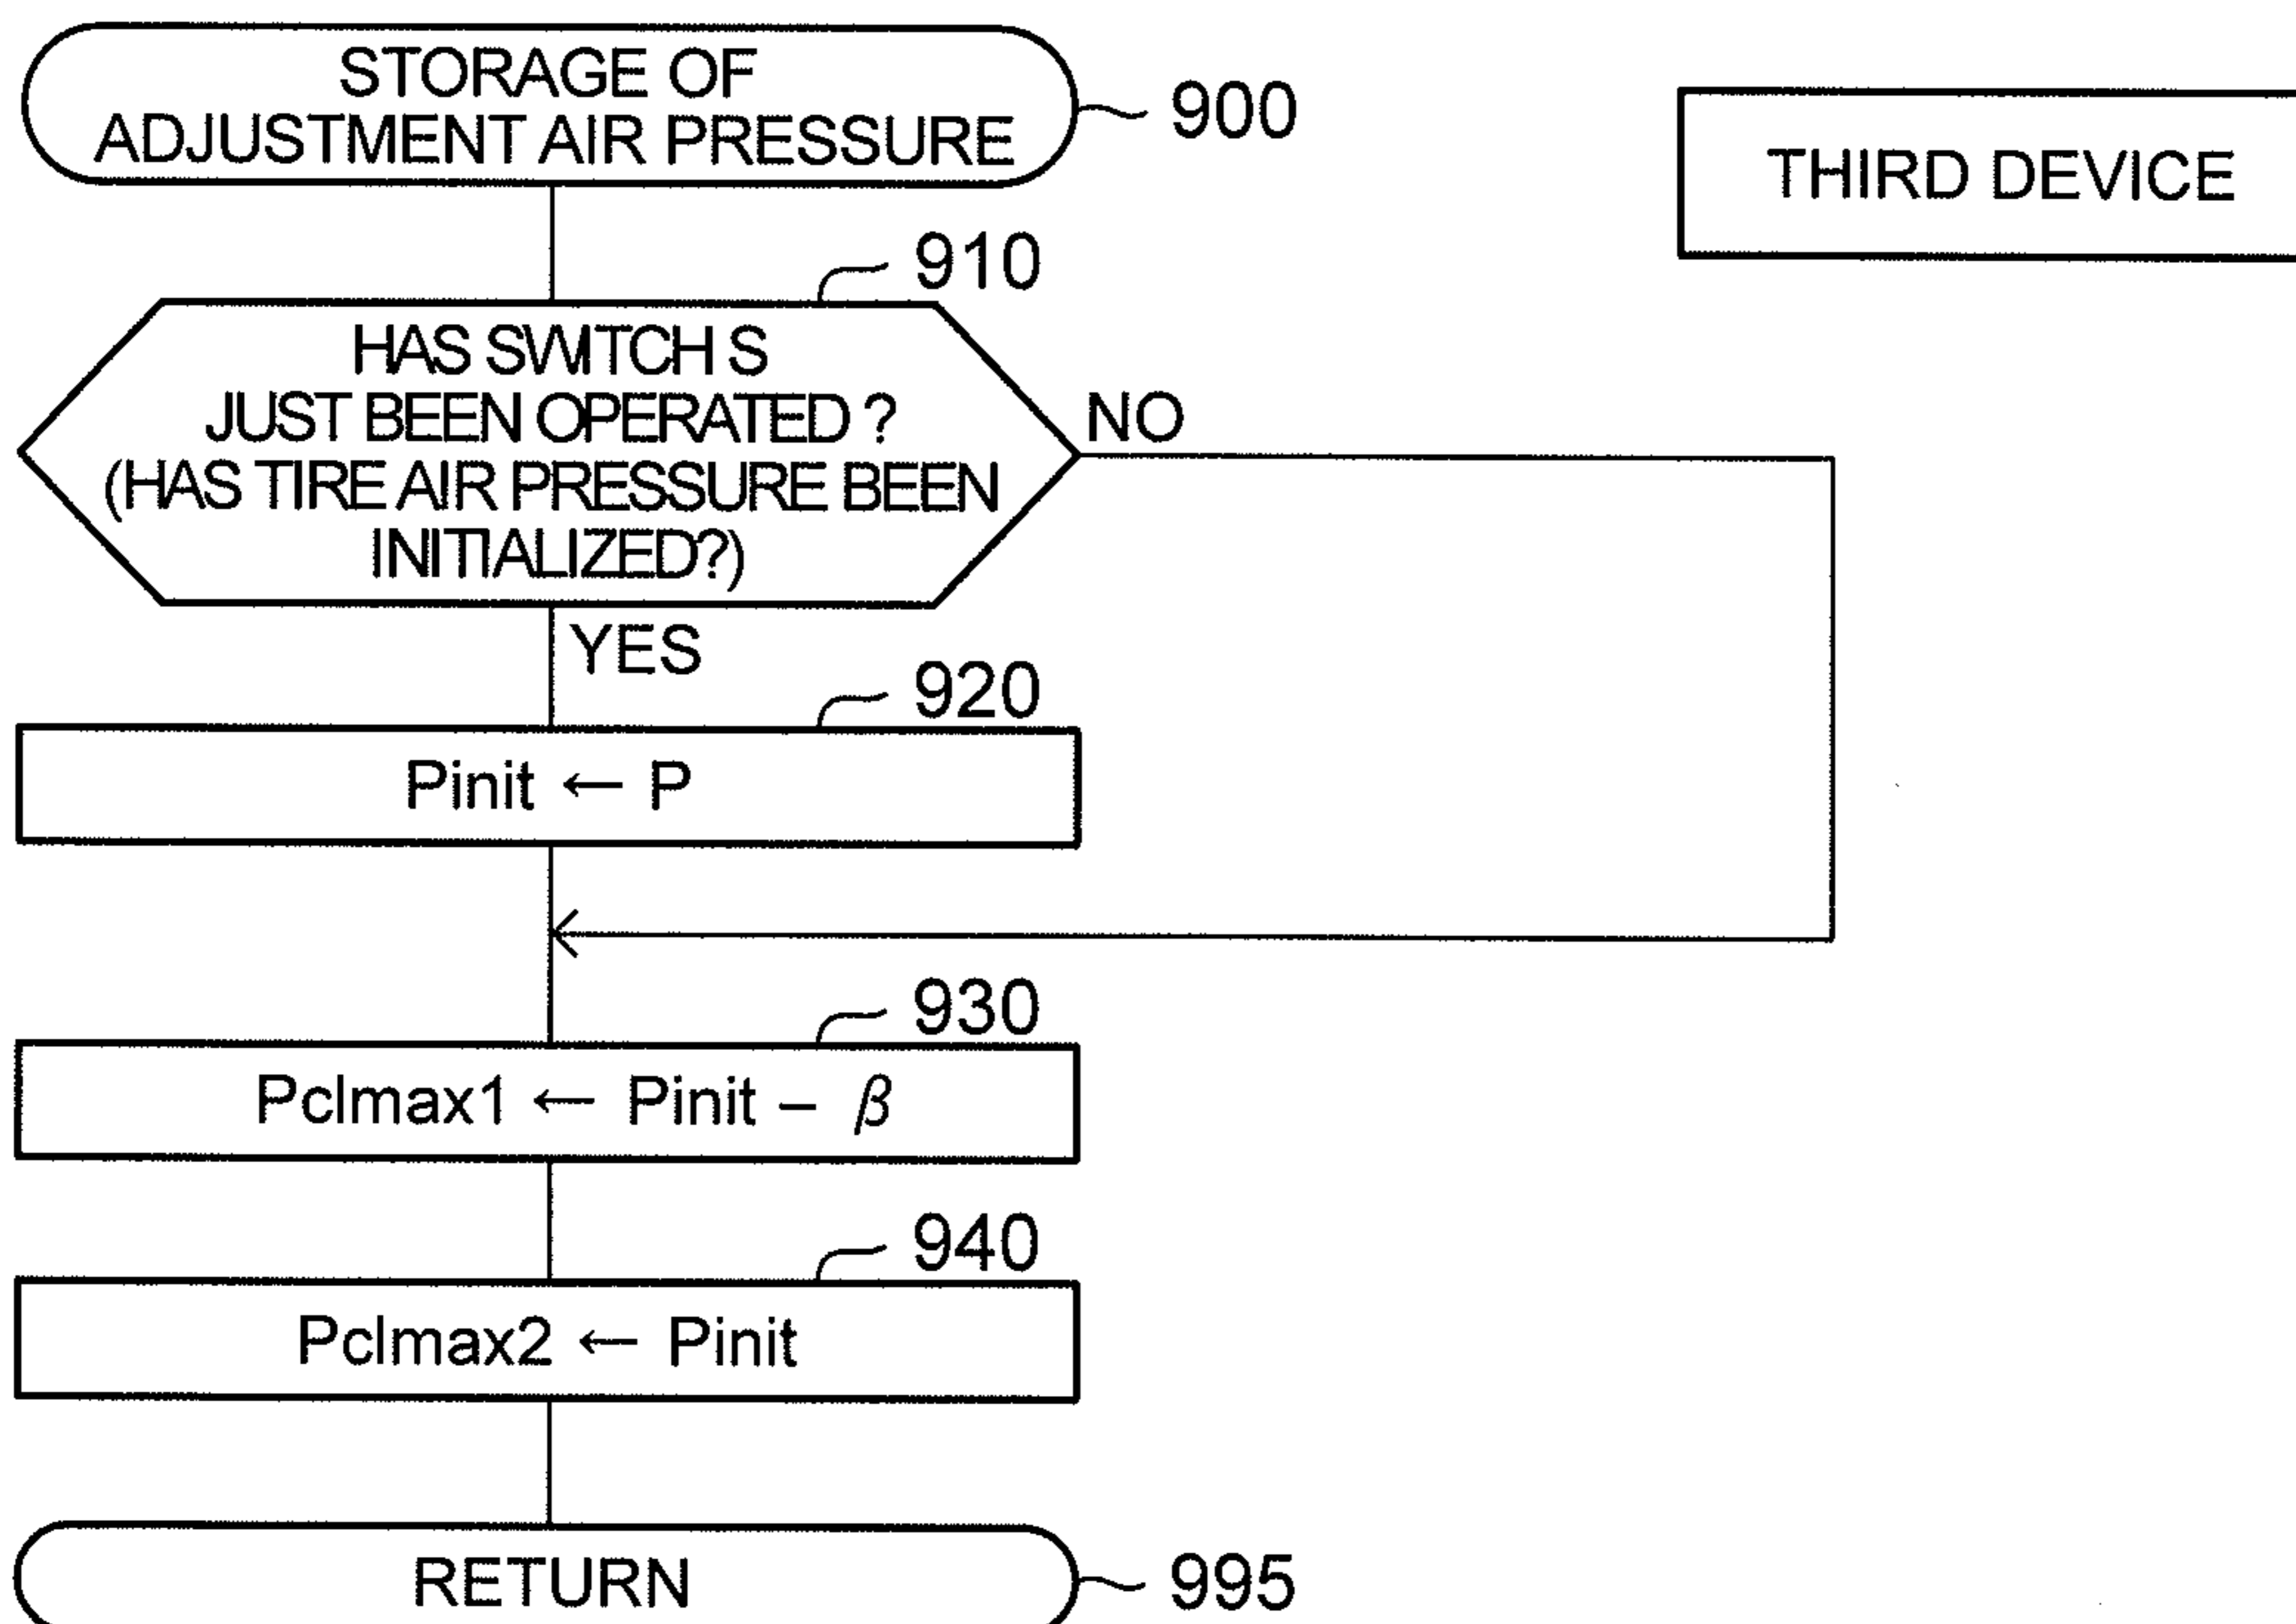 STORAGE OF
ADJUSTMENT AIR PRESSURE
900
THIRD DEVICE
910
HAS SWITCH S
JUST BEEN OPERATED ?
(HAS TIRE AIR PRESSURE BEEN
INITIALIZED?)
NO
YES
920
Pinit ← P
930
Pclmax1 ← Pinit – β
940
Pclmax2 ← Pinit
RETURN
995